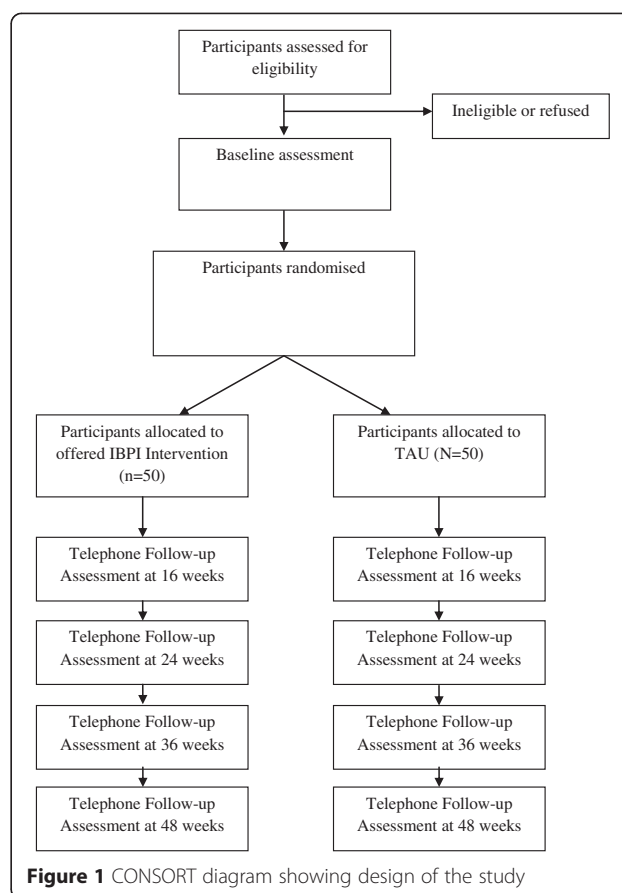 Participants assessed for
eligibility
Ineligible or refused
Baseline assessment
Participants randomised
Participants allocated to
offered IBPI Intervention
(n=50)
Participants allocated to
TAU (N=50)
Telephone Follow-up
Assessment at 16 weeks
Telephone Follow-up
Assessment at 16 weeks
Telephone Follow-up
Assessment at 24 weeks
Telephone Follow-up
Assessment at 24 weeks
Telephone Follow-up
Assessment at 36 weeks
Telephone Follow-up
Assessment at 36 weeks
Telephone Follow-up
Assessment at 48 weeks
Telephone Follow-up
Assessment at 48 weeks
Figure 1 CONSORT diagram showing design of the study